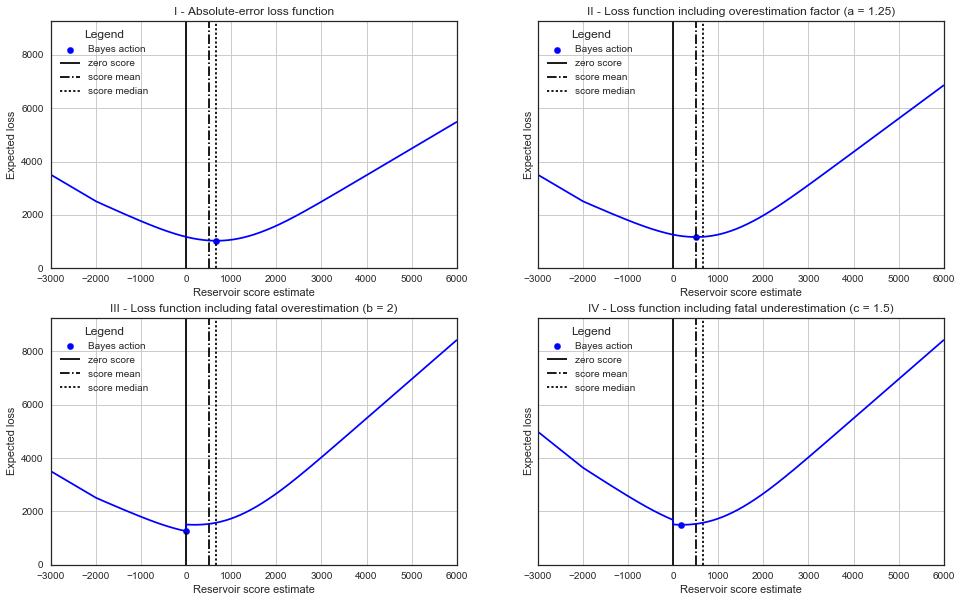 I - Absolute-error loss function
Expected loss
8000
6000
4000
2000
0
Legend
Bayes action
zero score
score mean
score median
−3000 −2000 −1000 0 1000 2000 3000 4000 5000 6000
Reservoir score estimate
II - Loss function including overestimation factor (a = 1.25)
Expected loss
Legend
Bayes action
zero score
score mean
score median
−3000 −2000 −1000 0 1000 2000 3000 4000 5000 6000
Reservoir score estimate
III - Loss function including fatal overestimation (b = 2)
Expected loss
8000
6000
4000
2000
0
Legend
Bayes action
zero score
score mean
score median
−3000 −2000 −1000 0 1000 2000 3000 4000 5000 6000
Reservoir score estimate
IV - Loss function including fatal underestimation (c = 1.5)
Expected loss
Legend
Bayes action
zero score
score mean
score median
−3000 −2000 −1000 0 1000 2000 3000 4000 5000 6000
Reservoir score estimate